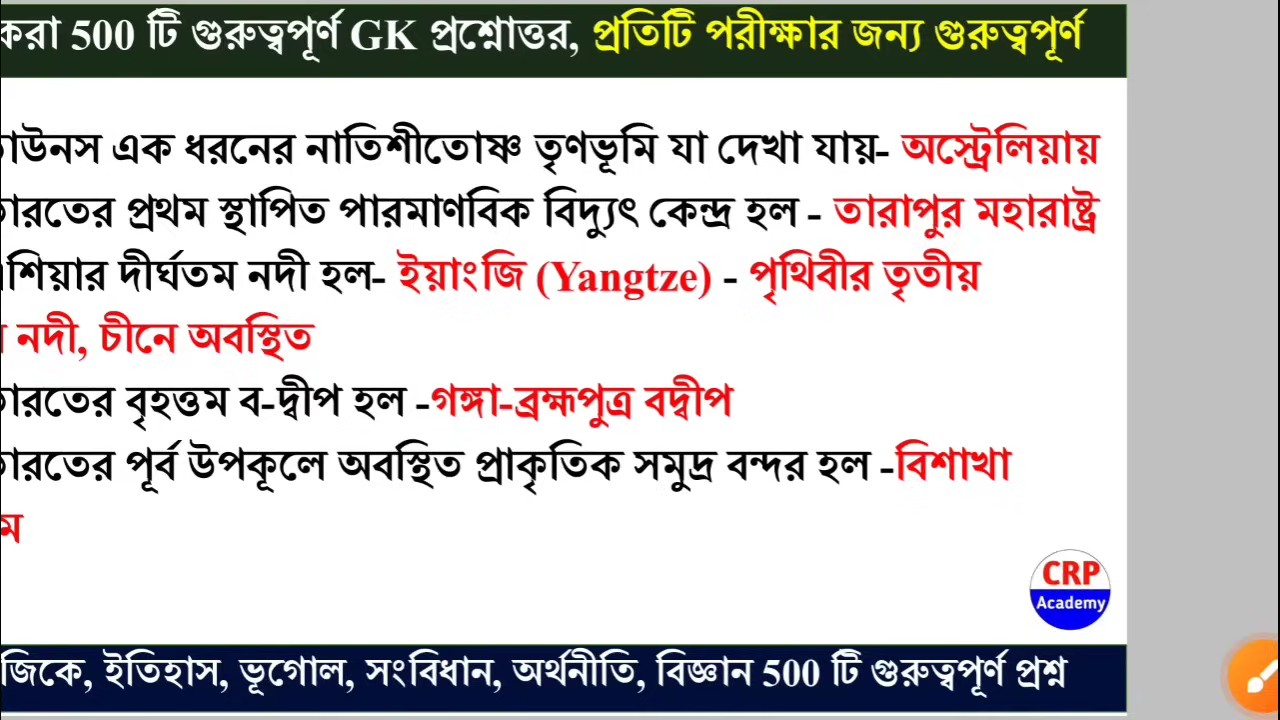 করা 500 টি গুরুত্বপূর্ণ GK প্রশ্নোত্তর, প্রতিটি পরীক্ষার জন্য গুরুত্বপূর্ণ
ডাউনস এক ধরনের নাতিশীতোষ্ণ তৃণভূমি যা দেখা যায়- অস্ট্রেলিয়ায়
ভারতের প্রথম স্থাপিত পারমাণবিক বিদ্যুৎ কেন্দ্র হল - তারাপুর মহারাষ্ট্র
শিয়ার দীর্ঘতম নদী হল- ইয়াংজি (Yangtze) - পৃথিবীর তৃতীয়
নদী, চীনে অবস্থিত
ভারতের বৃহত্তম ব-দ্বীপ হল -গঙ্গা-ব্রহ্মপুত্র বদ্বীপ
ভারতের পূর্ব উপকূলে অবস্থিত প্রাকৃতিক সমুদ্র বন্দর হল -বিশাখা
ম
CRP
Academy
জিকে, ইতিহাস, ভূগোল, সংবিধান, অর্থনীতি, বিজ্ঞান 500 টি গুরুত্বপূর্ণ প্রশ্ন